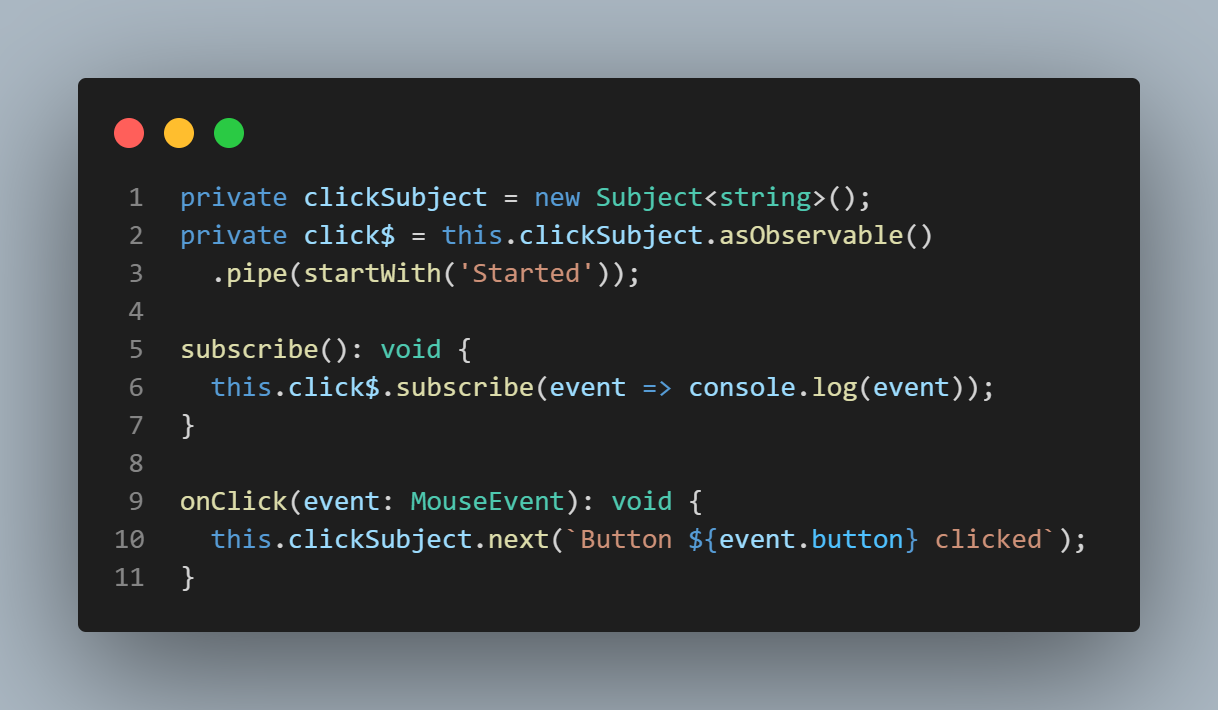 1 private clickSubject = new Subject<string>();
2 private click$ = this.clickSubject.asObservable()
3   .pipe(startWith('Started'));
4
5 subscribe(): void {
6   this.click$.subscribe(event => console.log(event));
7 }
8
9 onClick(event: MouseEvent): void {
10   this.clickSubject.next(`Button ${event.button} clicked`);
11 }